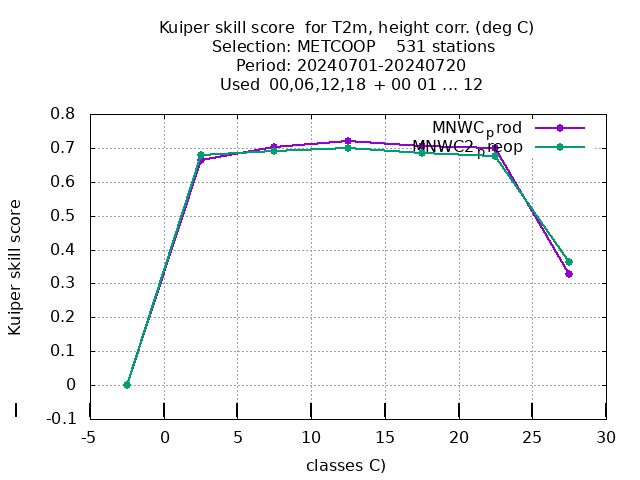 Kuiper skill score for T2m, height corr. (deg C)
Selection: METCOOP 531 stations
Period: 20240701-20240720
Used 00,06,12,18 + 00 01 ... 12
0.8
0.7
0.6
0.5
0.4
0.3
0.2
0.1
0
-0.1
Kuiper skill score
MNWC_prod
MNWC2_preop
-5
0
5
10
15
20
25
30
classes C)